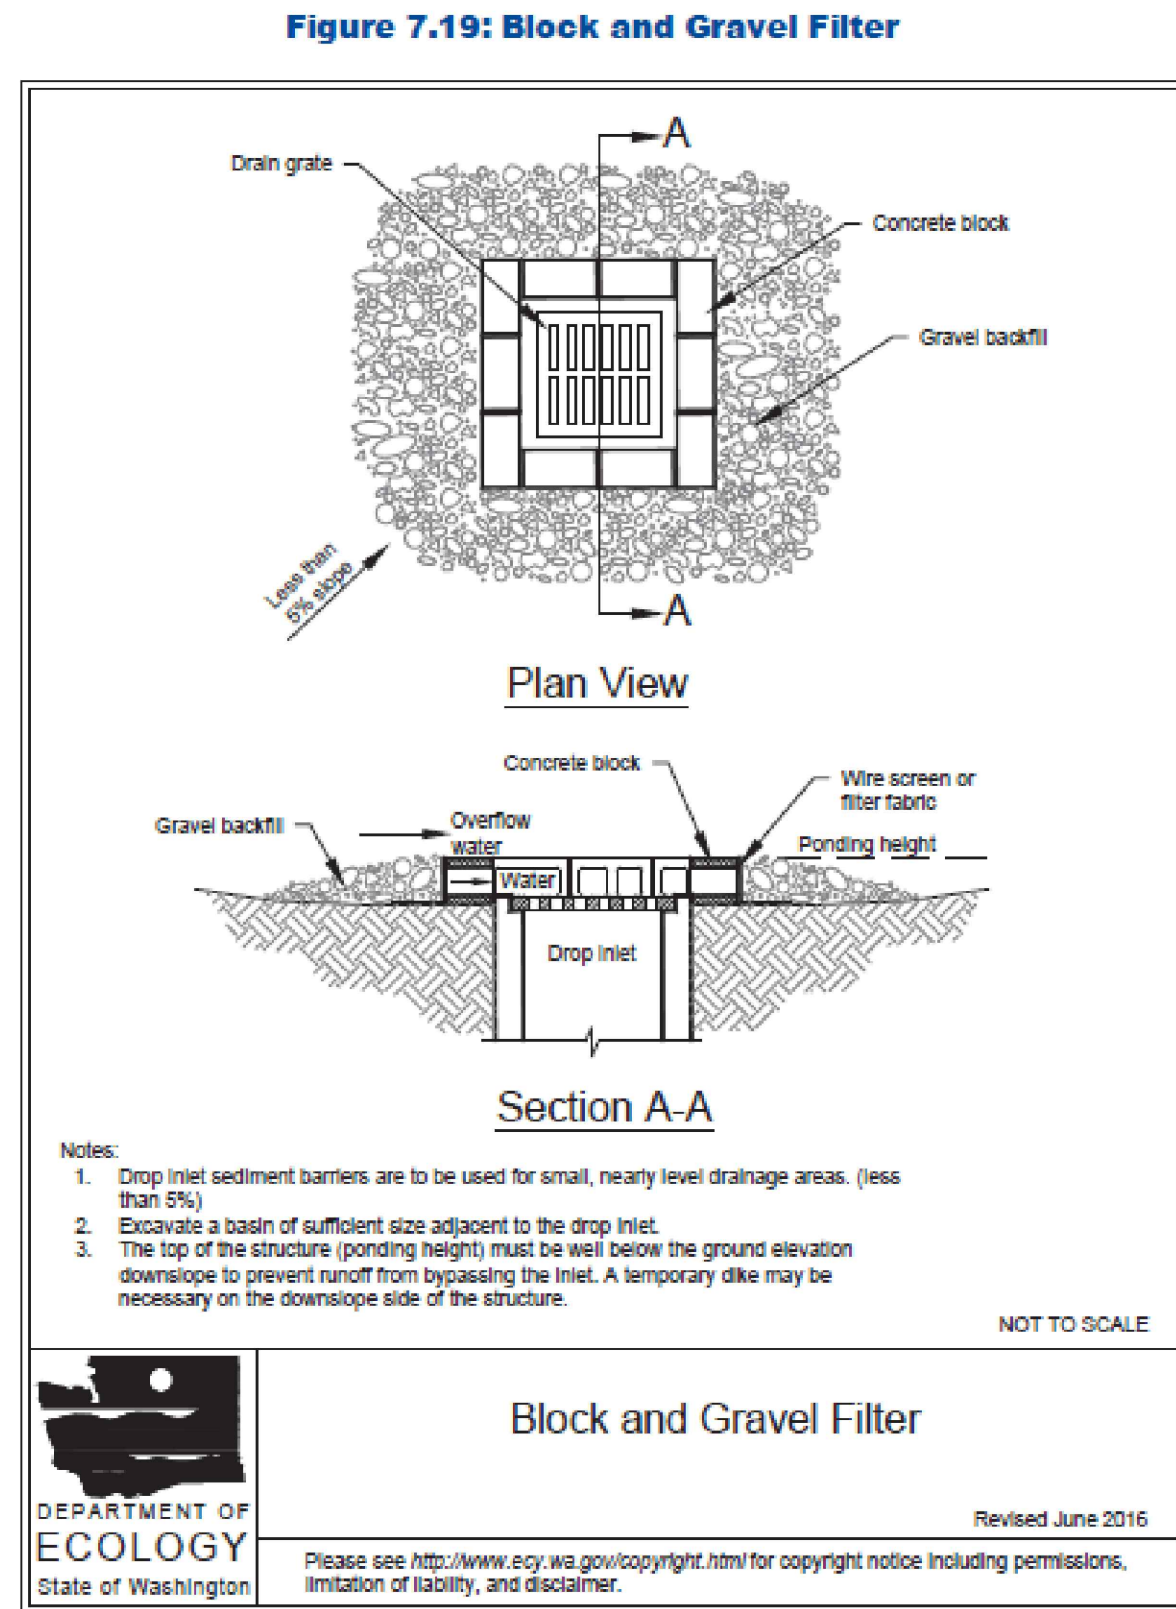 Figure 7.19: Block and Gravel Filter
A
Drain grate
Concrete block
Gravel backfill
Less than
5% slope
A
Plan View
Concrete block
Wire screen or
filter fabric
Gravel backfill
Overflow
water
Ponding height
Water
Drop inlet
Section A-A
Notes:
1. Drop inlet sediment barriers are to be used for small, nearly level drainage areas. (less
than 5%)
2. Excavate a basin of sufficient size adjacent to the drop inlet.
3. The top of the structure (ponding height) must be well below the ground elevation
downslope to prevent runoff from bypassing the inlet. A temporary dike may be
necessary on the downslope side of the structure.
NOT TO SCALE
Block and Gravel Filter
Revised June 2016
DEPARTMENT OF
ECOLOGY
State of Washington
Please see http://www.ecy.wa.gov/copyright.html for copyright notice including permissions,
limitation of liability, and disclaimer.